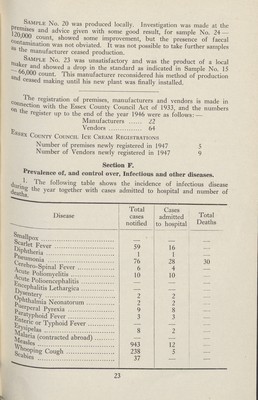 SAMPLE No. 20 was produced locally. Investigation was made at the
premises and advice given with some good result, for sample No. 24 —
120,000 count, showed some improvement, but the presence of faecal
contamination was not obviated. It was not possible to take further samples
as the manufacturer ceased production.
SAMPLE No. 23 was unsatisfactory and was the product of a local
maker and showed a drop in the standard as indicated in Sample No. 15
— 66,000 count. This manufacturer reconsidered his method of production
and ceased making until his new plant was finally installed.
The registration of premises, manufacturers and vendors is made in
connection with the Essex County Council Act of 1933, and the numbers
on the register up to the end of the year 1946 were as follows: —
Manufacturers ...... 27
Vendors ............... 64
ESSEX COUNTY COUNCIL ICE CREAM REGISTRATIONS
Number of premises newly registered in 1947 5
Number of Vendors newly registered in 1947 9
Section F.
Prevalence of, and control over, Infectious and other diseases.
1. The following table shows the incidence of infectious disease
during the year together with cases admitted to hospital and number of
deaths.
Disease Total cases notified Cases admitted to hospital Total Deaths
Smallpox — — —
Scarlet Fever 59 16 —
Diphtheria 1 1 —
Pneumonia 76 28 30
Cerebro-Spinal Fever 6 4 —
Acute Poliomyelitis 10 10 —
Acute Polioencephalitis — — —
Encephalitis Lethargica — — —
Dysentery 2 2 —
Ophthalmia Neonatorum 2 2 —
Puerperal Pyrexia 9 8 —
Paratyphoid Fever 3 3 —
Enteric or Typhoid Fever — — —
Erysipelas 8 2 —
Malaria (contracted abroad) — — —
Measles 943 12 —
Whooping Cough 238 5 —
Scabies 37 — —
23